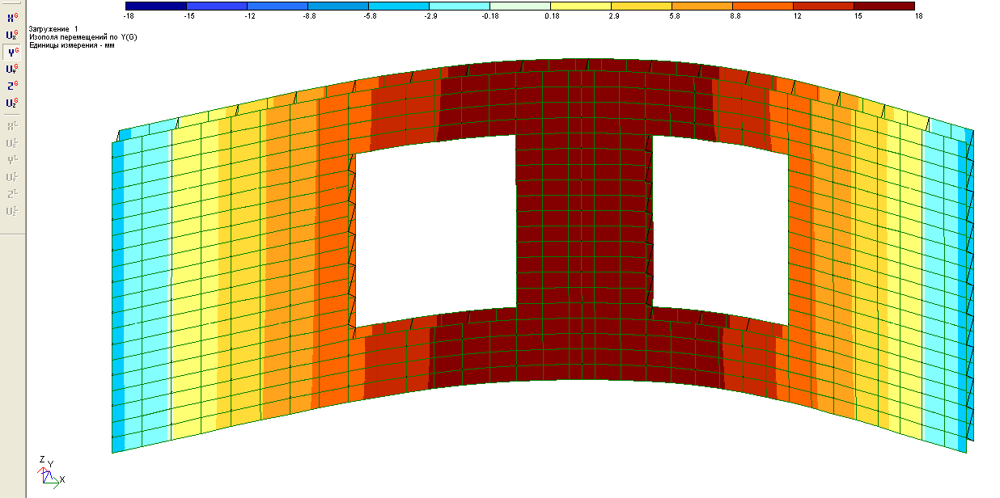 -18 -15 -12 -8.8 -5.8 -2.9 -0.18 0.18 2.9 5.8 8.8 12 15 18
Загружение 1
Изополя перемещений по Y(G)
Единицы измерения - мм
X G
U X G
Y G
U Y G
Z G
U Z G
X L
U X L
Y L
U Y L
Z L
U Z L
Z Y
X